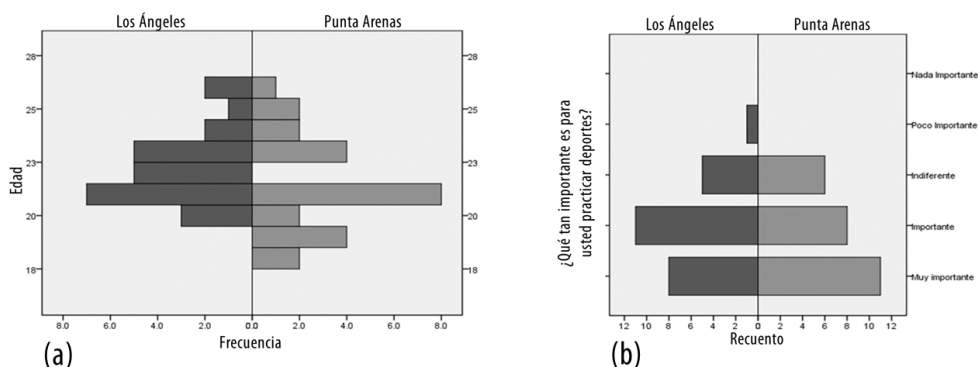 Los Ángeles Punta Arenas
28 28
25 25
Edad
23 23
20 20
18 18
8.0 6.0 4.0 2.0 0.0 2.0 4.0 6.0 8.0
(a) Frecuencia
Los Ángeles Punta Arenas
¿Qué tan importante es para
usted practicar deportes?
Nada Importante
Poco Importante
Indiferente
Importante
Muy importante
12 10 8 6 4 2 0 2 4 6 8 10 12
(b) Recuento